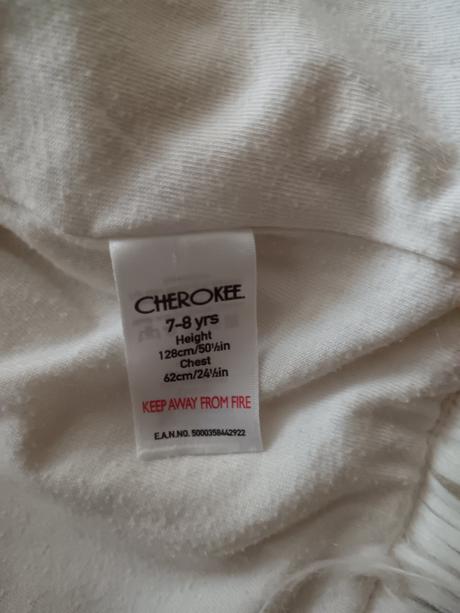 CHEROKEE
7-8 yrs
Height
128cm/50½in
Chest
62cm/24½in
KEEP AWAY FROM FIRE
E.A.N.NO. 5000358442922